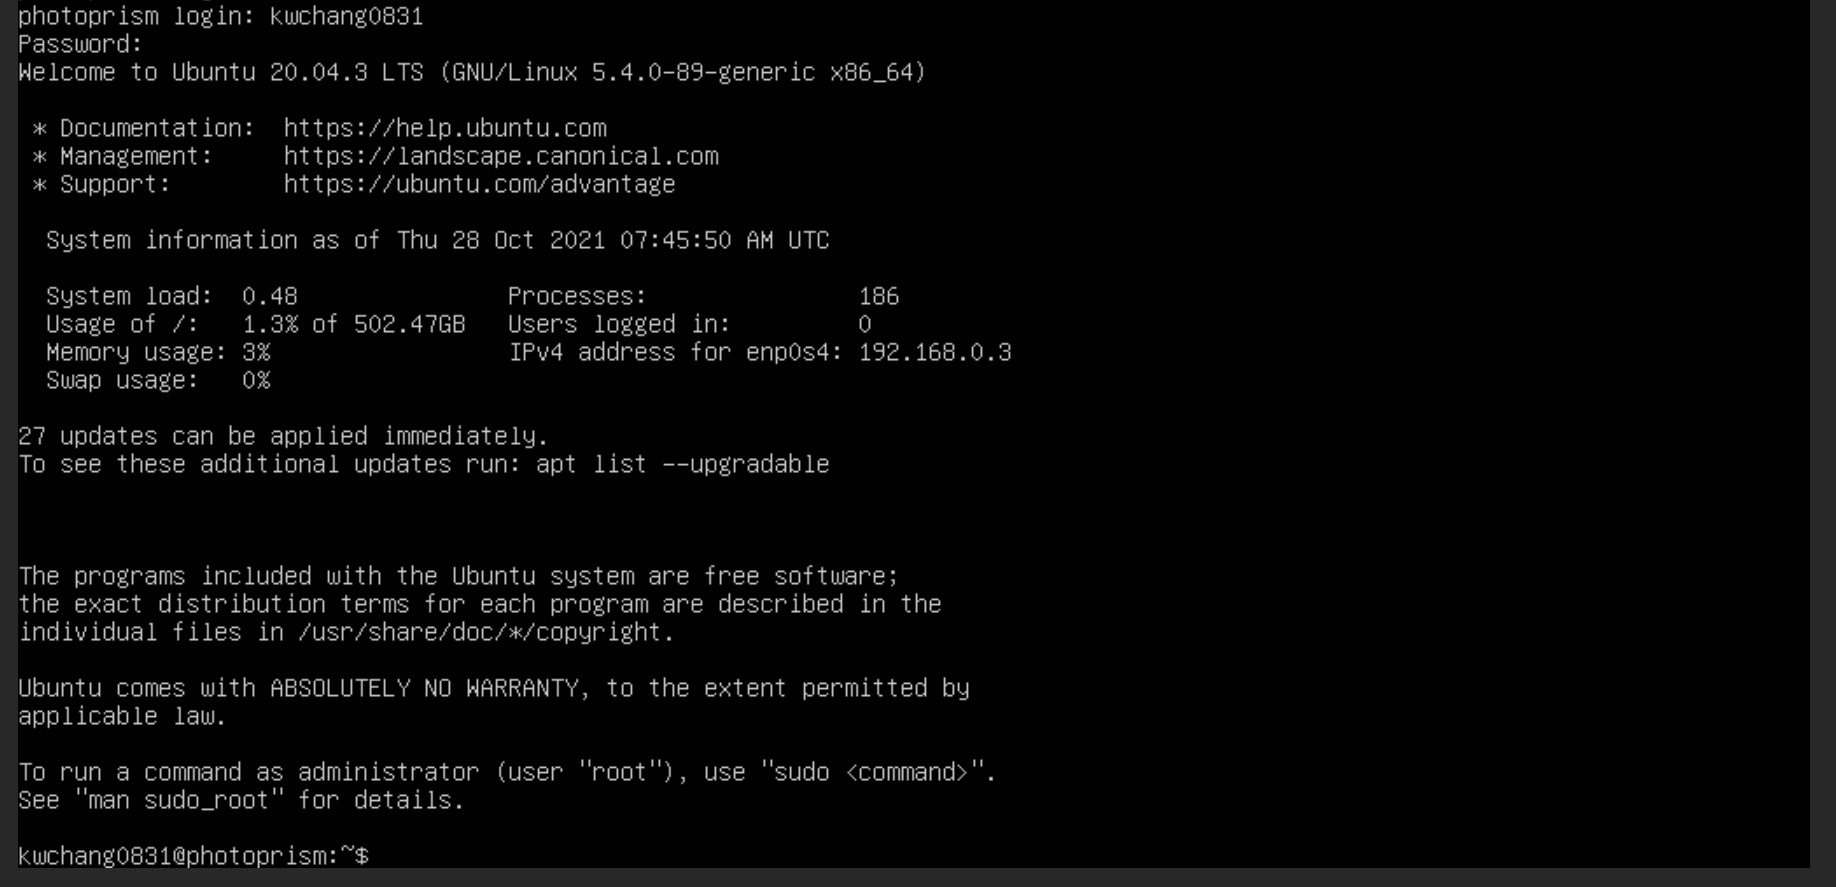 photoprism login: kwchang0831
Password:
Welcome to Ubuntu 20.04.3 LTS (GNU/Linux 5.4.0-89-generic x86_64)
* Documentation:  https://help.ubuntu.com
* Management:     https://landscape.canonical.com
* Support:        https://ubuntu.com/advantage
System information as of Thu 28 Oct 2021 07:45:50 AM UTC
System load:  0.48               Processes:               186
Usage of /:   1.3% of 502.47GB   Users logged in:         0
Memory usage: 3%                 IPv4 address for enp0s4: 192.168.0.3
Swap usage:   0%
27 updates can be applied immediately.
To see these additional updates run: apt list --upgradable
The programs included with the Ubuntu system are free software;
the exact distribution terms for each program are described in the
individual files in /usr/share/doc/*/copyright.
Ubuntu comes with ABSOLUTELY NO WARRANTY, to the extent permitted by
applicable law.
To run a command as administrator (user "root"), use "sudo <command>".
See "man sudo_root" for details.
kwchang0831@photoprism:~$